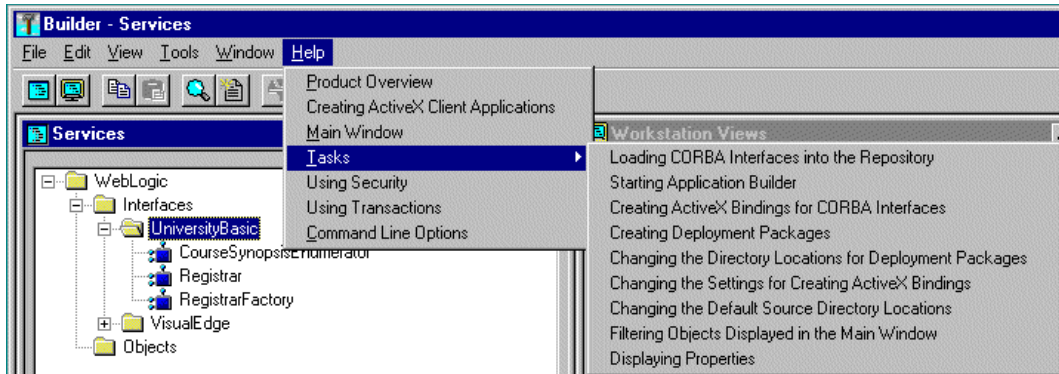 Builder - Services
File Edit View Tools Window Help
Product Overview
Creating ActiveX Client Applications
Main Window
Tasks
Using Security
Using Transactions
Command Line Options
Services
WebLogic
Interfaces
UniversityBasic
CourseSynopsisEnumerator
Registrar
RegistrarFactory
VisualEdge
Objects
Workstation Views
Loading CORBA Interfaces into the Repository
Starting Application Builder
Creating ActiveX Bindings for CORBA Interfaces
Creating Deployment Packages
Changing the Directory Locations for Deployment Packages
Changing the Settings for Creating ActiveX Bindings
Changing the Default Source Directory Locations
Filtering Objects Displayed in the Main Window
Displaying Properties